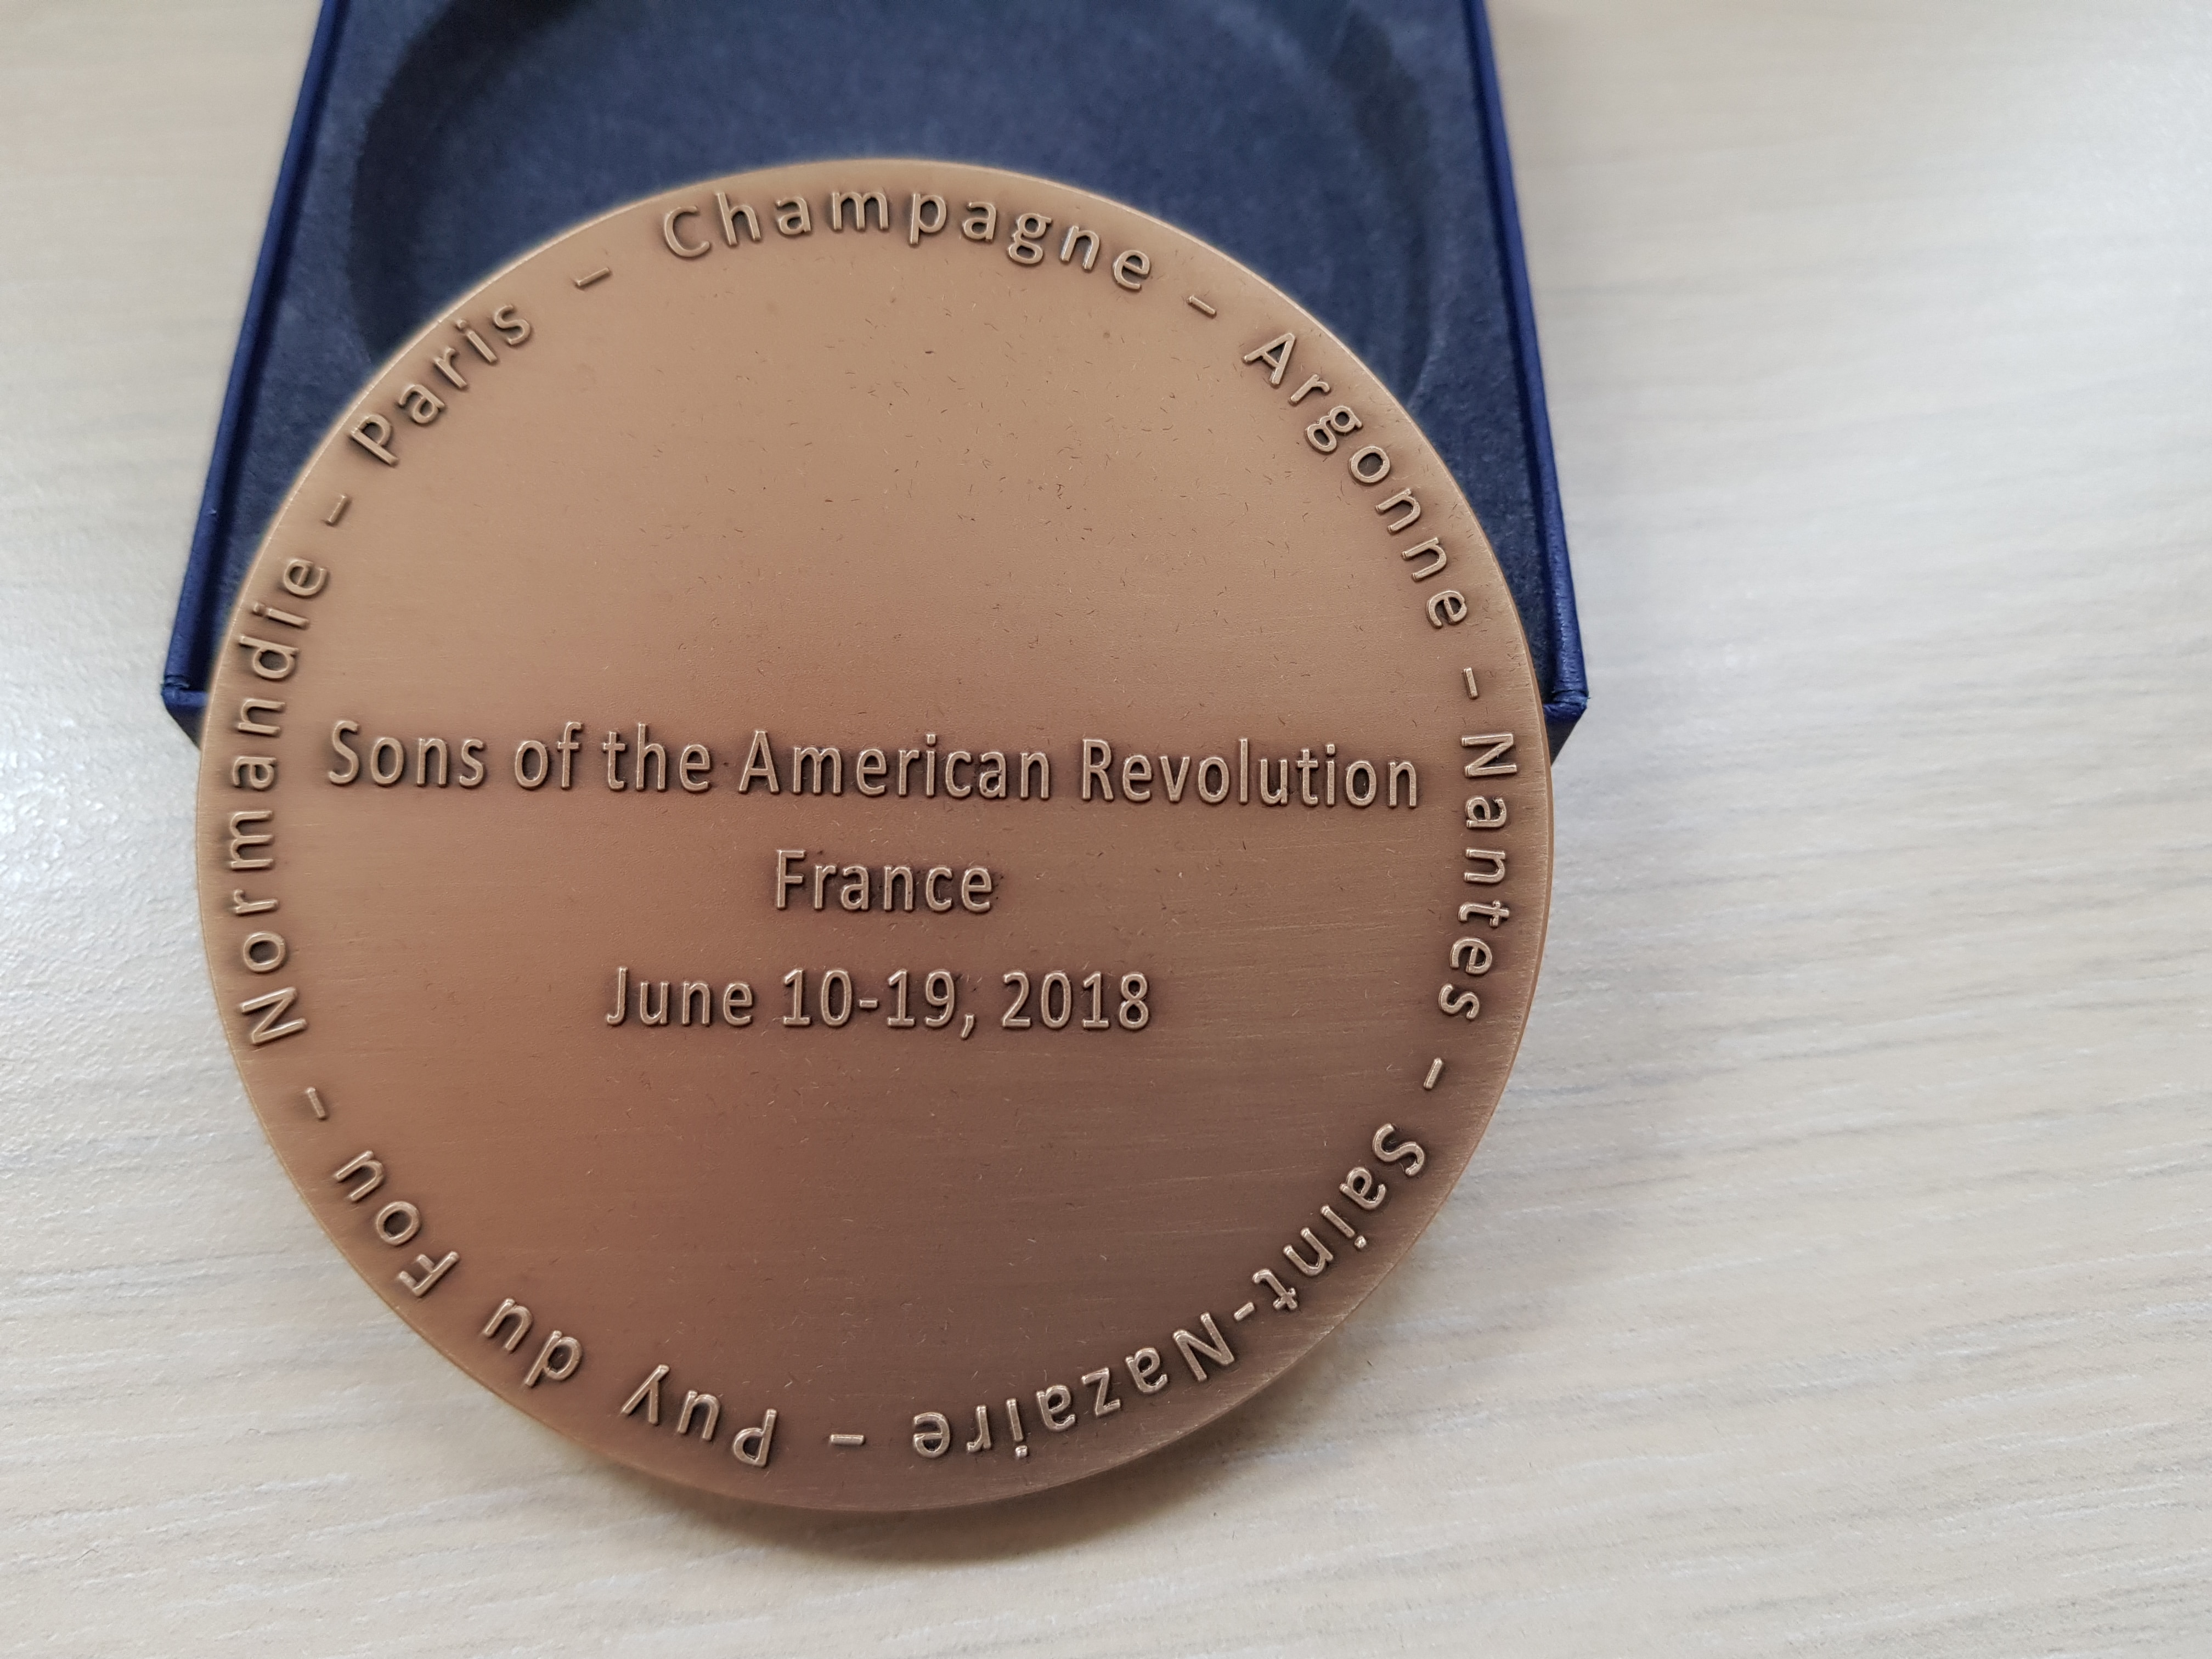 Normandie - Paris - Champagne - Argonne - Nantes - Saint-Nazaire - Puy du Fou -
Sons of the American Revolution
France
June 10-19, 2018